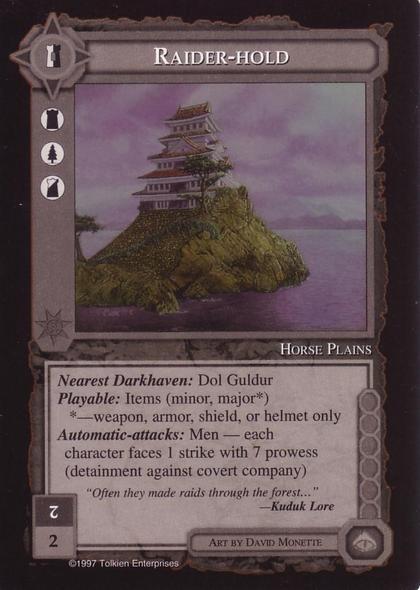 RAIDER-HOLD
HORSE PLAINS
Nearest Darkhaven: Dol Guldur
Playable: Items (minor, major*)
*—weapon, armor, shield, or helmet only
Automatic-attacks: Men — each
character faces 1 strike with 7 prowess
(detainment against covert company)
“Often they made raids through the forest...”
—Kuduk Lore
2
2
ART BY DAVID MONETTE
©1997 Tolkien Enterprises